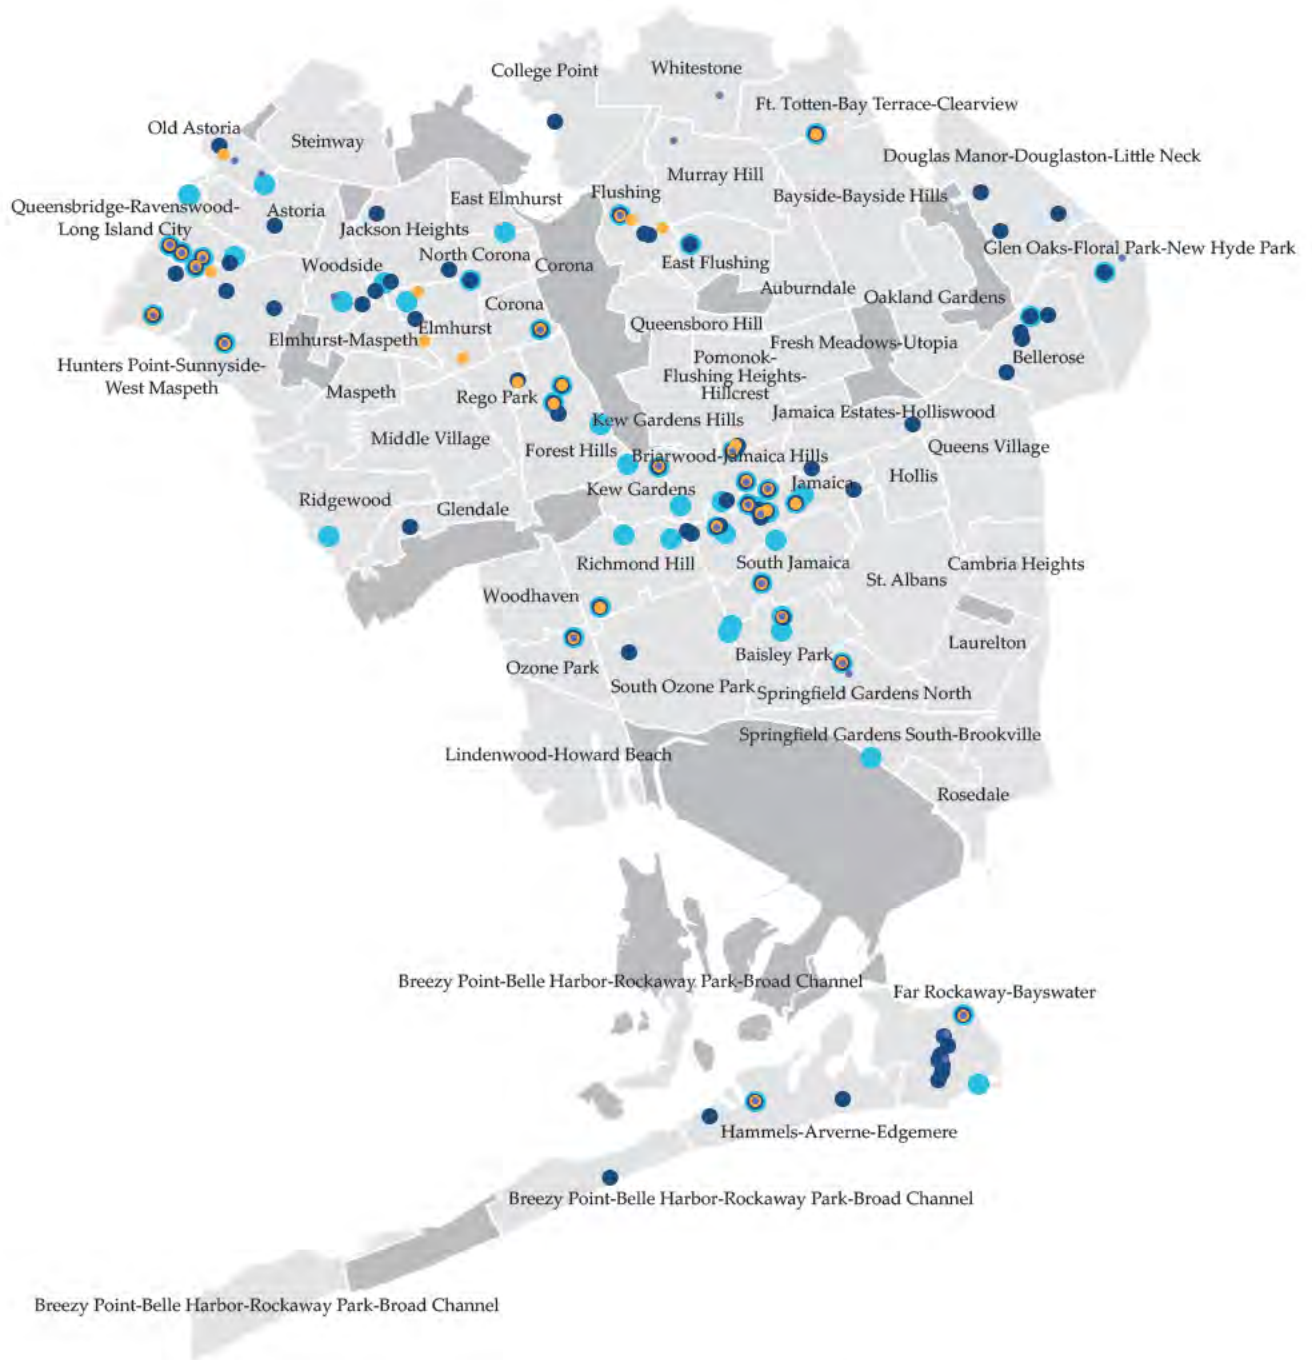 Whitestone
College Point
Ft. Totten-Bay Terrace-Clearview
Old Astoria
Steinway
Douglas Manor-Douglaston-Little Neck
Murray Hill
Flushing
Bayside-Bayside Hills
East Elmhurst
Queensbridge-Ravenswood-
Long Island City
Astoria
Jackson Heights
Glen Oaks-Floral Park-New Hyde Park
North Corona
Woodside
Corona
East Flushing
Auburndale
Oakland Gardens
Corona
Queensboro Hill
Elmhurst
Elmhurst-Maspeth
Fresh Meadows-Utopia
Bellerose
Pomonok-
Flushing Heights-
Hillcrest
Hunters Point-Sunnyside-
West Maspeth
Maspeth
Rego Park
Jamaica Estates-Holliswood
Kew Gardens Hills
Middle Village
Queens Village
Forest Hills
Briarwood-Jamaica Hills
Hollis
Jamaica
Kew Gardens
Ridgewood
Glendale
Richmond Hill
South Jamaica
Cambria Heights
St. Albans
Woodhaven
Laurelton
Baisley Park
Ozone Park
South Ozone Park
Springfield Gardens North
Springfield Gardens South-Brookville
Lindenwood-Howard Beach
Rosedale
Breezy Point-Belle Harbor-Rockaway Park-Broad Channel
Far Rockaway-Bayswater
Hammels-Arverne-Edgemere
Breezy Point-Belle Harbor-Rockaway Park-Broad Channel
Breezy Point-Belle Harbor-Rockaway Park-Broad Channel